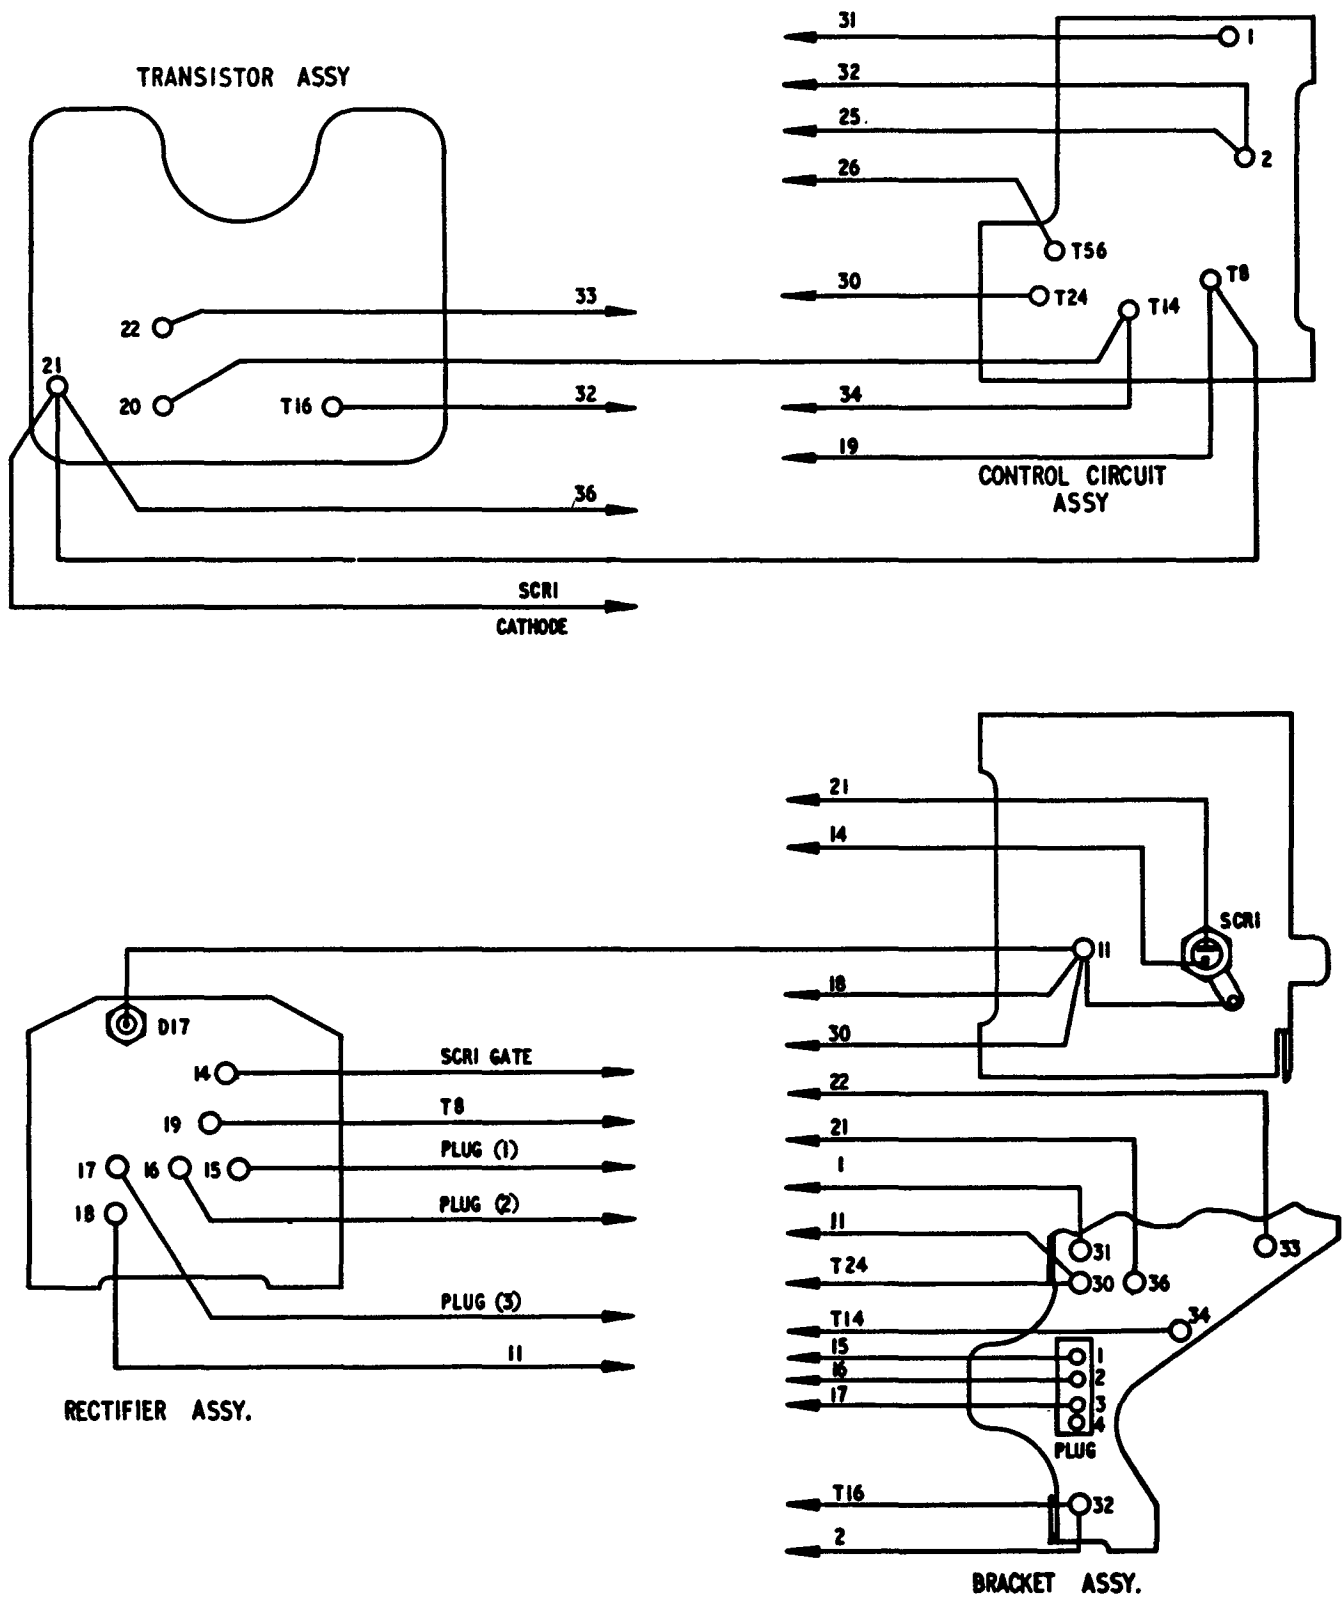 31
1
TRANSISTOR ASSY
32
25
2
26
T56
T8
30
T24
T14
33
22
21
20
T16
32
34
19
CONTROL CIRCUIT
ASSY
36
SCR1
CATHODE
21
14
SCR1
11
18
D17
30
SCR1 GATE
14
22
T8
19
21
PLUG (1)
17
16
15
1
PLUG (2)
18
11
31
33
T24
30
36
PLUG (3)
T14
34
11
15
1
16
2
17
3
4
RECTIFIER ASSY.
PLUG
T16
32
2
BRACKET ASSY.